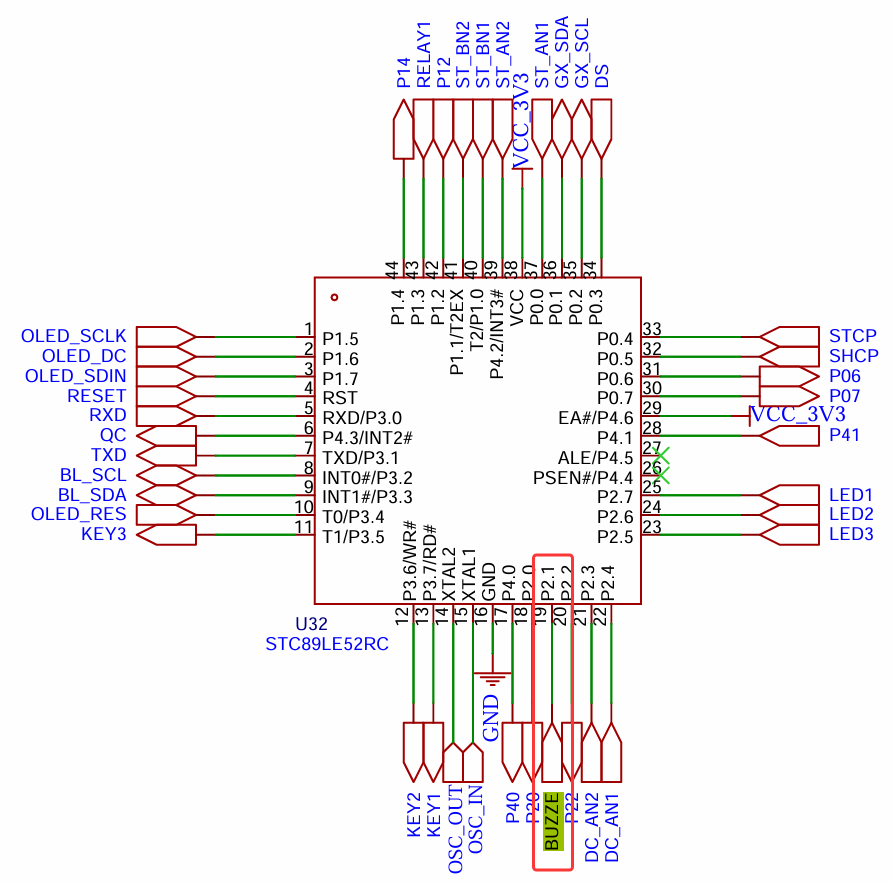 P14
RELAY1
P12
ST_BN2
ST_BN1
ST_AN2
VCC_3V3
ST_AN1
GX_SDA
GX_SCL
DS
44
43
42
41
40
39
38
37
36
35
34
P1.4
P1.3
P1.2
P1.1/T2EX
T2/P1.0
P4.2/INT3#
VCC
P0.0
P0.1
P0.2
P0.3
OLED_SCLK 1 P1.5
OLED_DC 2 P1.6
OLED_SDIN 3 P1.7
RESET 4 RST
RXD 5 RXD/P3.0
QC 6 P4.3/INT2#
TXD 7 TXD/P3.1
BL_SCL 8 INT0#/P3.2
BL_SDA 9 INT1#/P3.3
OLED_RES 10 T0/P3.4
KEY3 11 T1/P3.5
P0.4 33 STCP
P0.5 32 SHCP
P0.6 31 P06
P0.7 30 P07
EA#/P4.6 29 VCC_3V3
P4.1 28 P41
ALE/P4.5 27
PSEN#/P4.4 26
P2.7 25 LED1
P2.6 24 LED2
P2.5 23 LED3
P3.6/WR#
P3.7/RD#
XTAL2
XTAL1
GND
P4.0
P2.0
P2.1
P2.2
P2.3
P2.4
12
13
14
15
16
17
18
19
20
21
22
U32
STC89LE52RC
KEY2
KEY1
OSC_OUT
OSC_IN
GND
P40
P20
BUZZE
P22
DC_AN2
DC_AN1